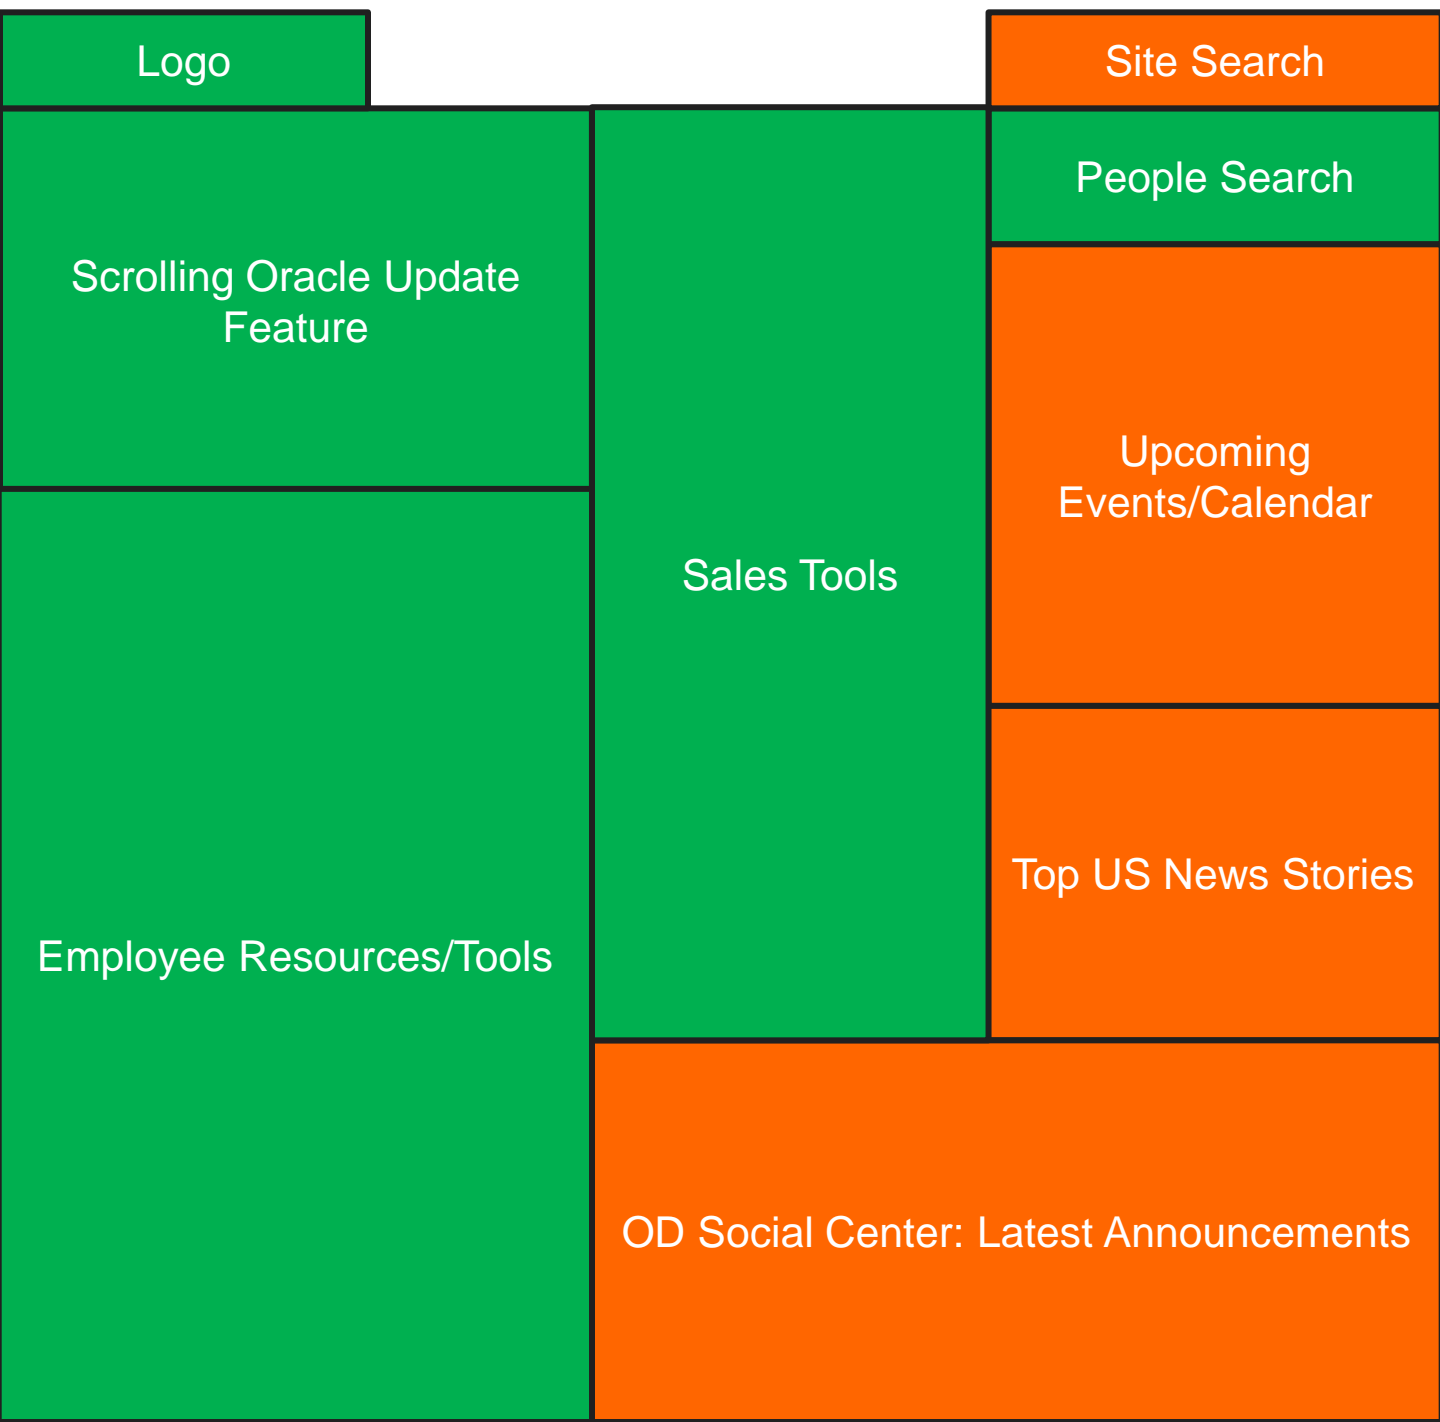 Logo
Site Search
People Search
Scrolling Oracle Update
Feature
Upcoming
Events/Calendar
Sales Tools
Top US News Stories
Employee Resources/Tools
OD Social Center: Latest Announcements